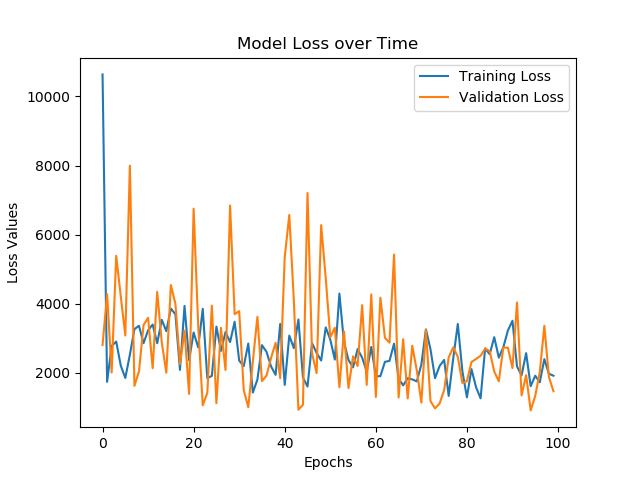 Model Loss over Time
Training Loss
Validation Loss
10000
8000
6000
4000
2000
Loss Values
0
20
40
60
80
100
Epochs